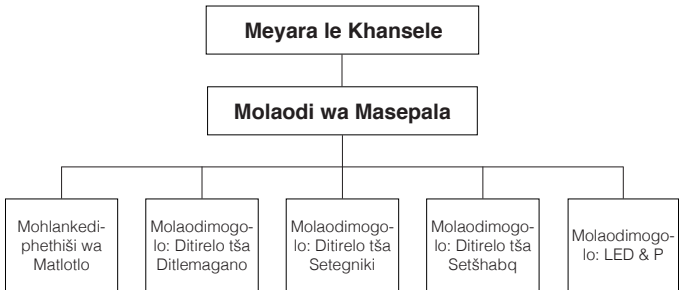 Meyara le Khansele
Molaodi wa Masepala
Mohlankedi-
phethiši wa
Matlotlo
Molaodimogo-
lo: Ditirelo tša
Ditlemagano
Molaodimogo-
lo: Ditirelo tša
Setegniki
Molaodimogo-
lo: Ditirelo tša
Setšhabq
Molaodimogo-
lo: LED & P